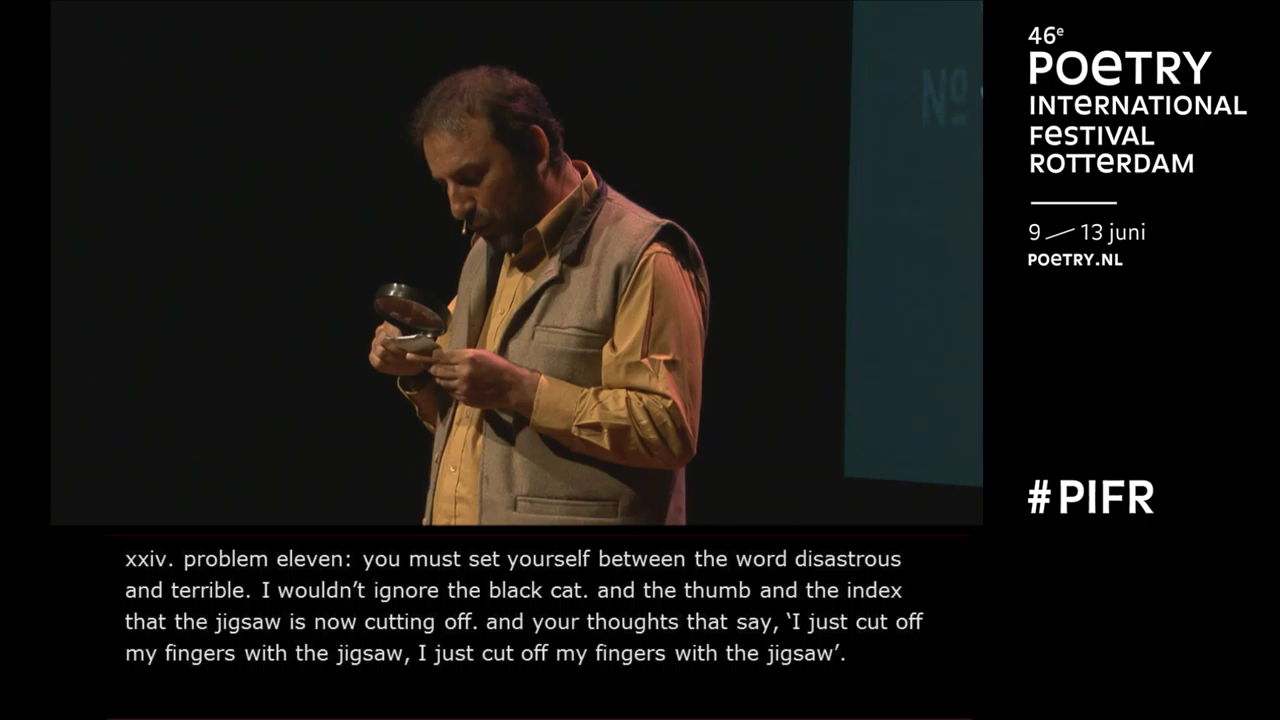 46e
POeTRY
INTeRNATIONAL
FeSTIVAL
ROTTeRDAM
9 — 13 juni
POeTRY.NL
Nº
#PIFR
xxiv. problem eleven: you must set yourself between the word disastrous
and terrible. I wouldn’t ignore the black cat. and the thumb and the index
that the jigsaw is now cutting off. and your thoughts that say, ‘I just cut off
my fingers with the jigsaw, I just cut off my fingers with the jigsaw’.